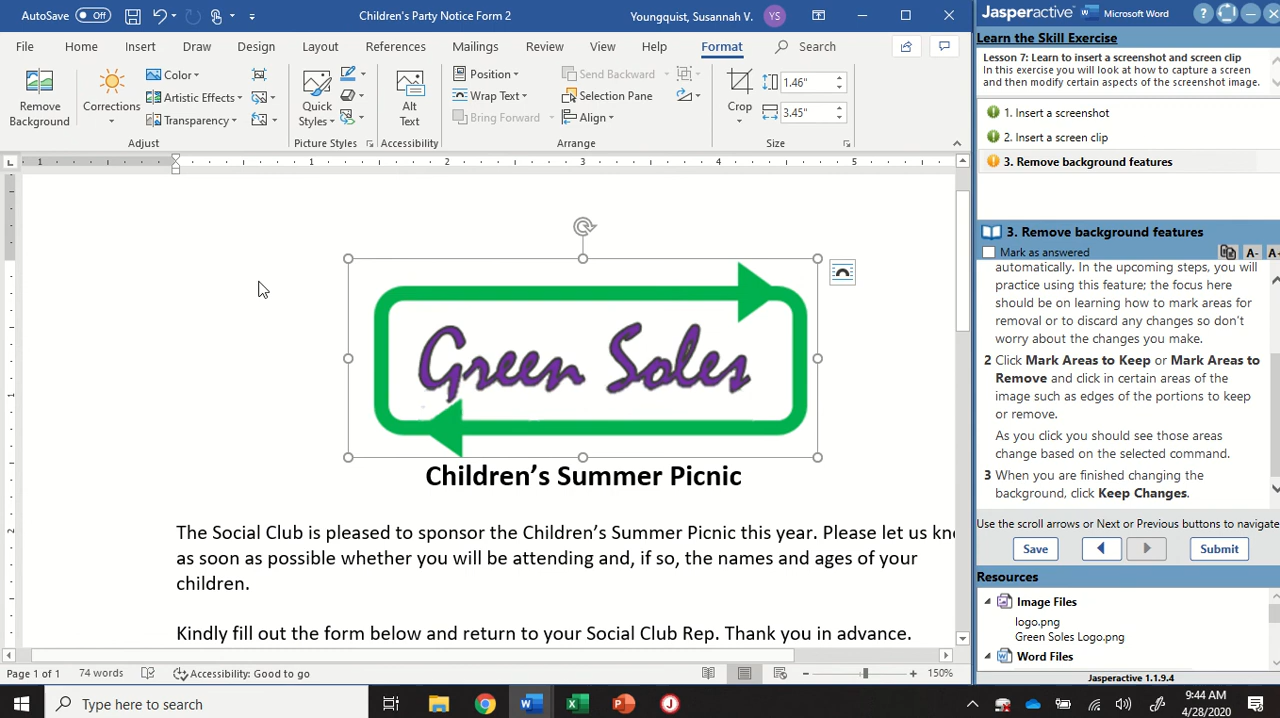 AutoSave Off Children's Party Notice Form 2 Youngquist, Susannah V. YS
File Home Insert Draw Design Layout References Mailings Review View Help Format Search
Remove Background
Corrections
Color
Artistic Effects
Transparency
Adjust
Quick Styles
Picture Styles
Alt Text
Accessibility
Position
Wrap Text
Bring Forward
Send Backward
Selection Pane
Align
Arrange
Crop
1.46"
3.45"
Size
1 1 2 3 4 5
Green Soles
Children's Summer Picnic
The Social Club is pleased to sponsor the Children's Summer Picnic this year. Please let us kno
as soon as possible whether you will be attending and, if so, the names and ages of your
children.
Kindly fill out the form below and return to your Social Club Rep. Thank you in advance.
1
2
Page 1 of 1 74 words Accessibility: Good to go 150%
Type here to search
9:44 AM
4/28/2020
Jasperactive Microsoft Word
Learn the Skill Exercise
Lesson 7: Learn to insert a screenshot and screen clip
In this exercise you will look at how to capture a screen
and then modify certain aspects of the screenshot image.
1. Insert a screenshot
2. Insert a screen clip
3. Remove background features
3. Remove background features
Mark as answered A- A+
automatically. In the upcoming steps, you will
practice using this feature; the focus here
should be on learning how to mark areas for
removal or to discard any changes so don't
worry about the changes you make.
2 Click Mark Areas to Keep or Mark Areas to
Remove and click in certain areas of the
image such as edges of the portions to keep
or remove.
As you click you should see those areas
change based on the selected command.
3 When you are finished changing the
background, click Keep Changes.
Use the scroll arrows or Next or Previous buttons to navigate
Save Submit
Resources
Image Files
logo.png
Green Soles Logo.png
Word Files
Jasperactive 1.1.9.4